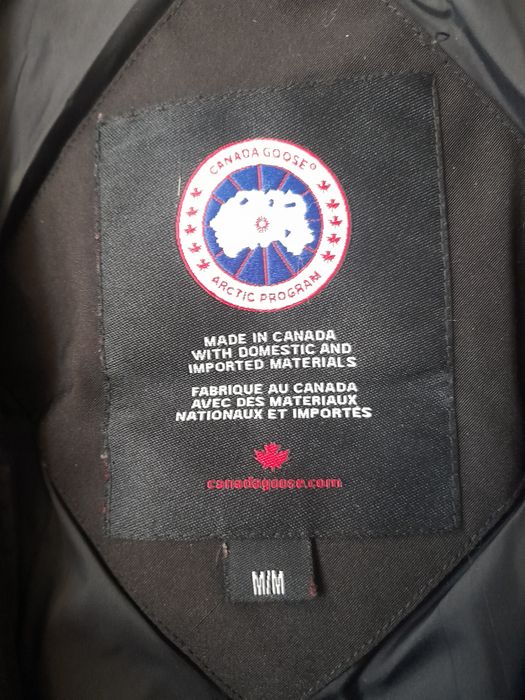 CANADA GOOSE®
ARCTIC PROGRAM
MADE IN CANADA
WITH DOMESTIC AND
IMPORTED MATERIALS
FABRIQUE AU CANADA
AVEC DES MATERIAUX
NATIONAUX ET IMPORTÉS
canadagoose.com
M/M